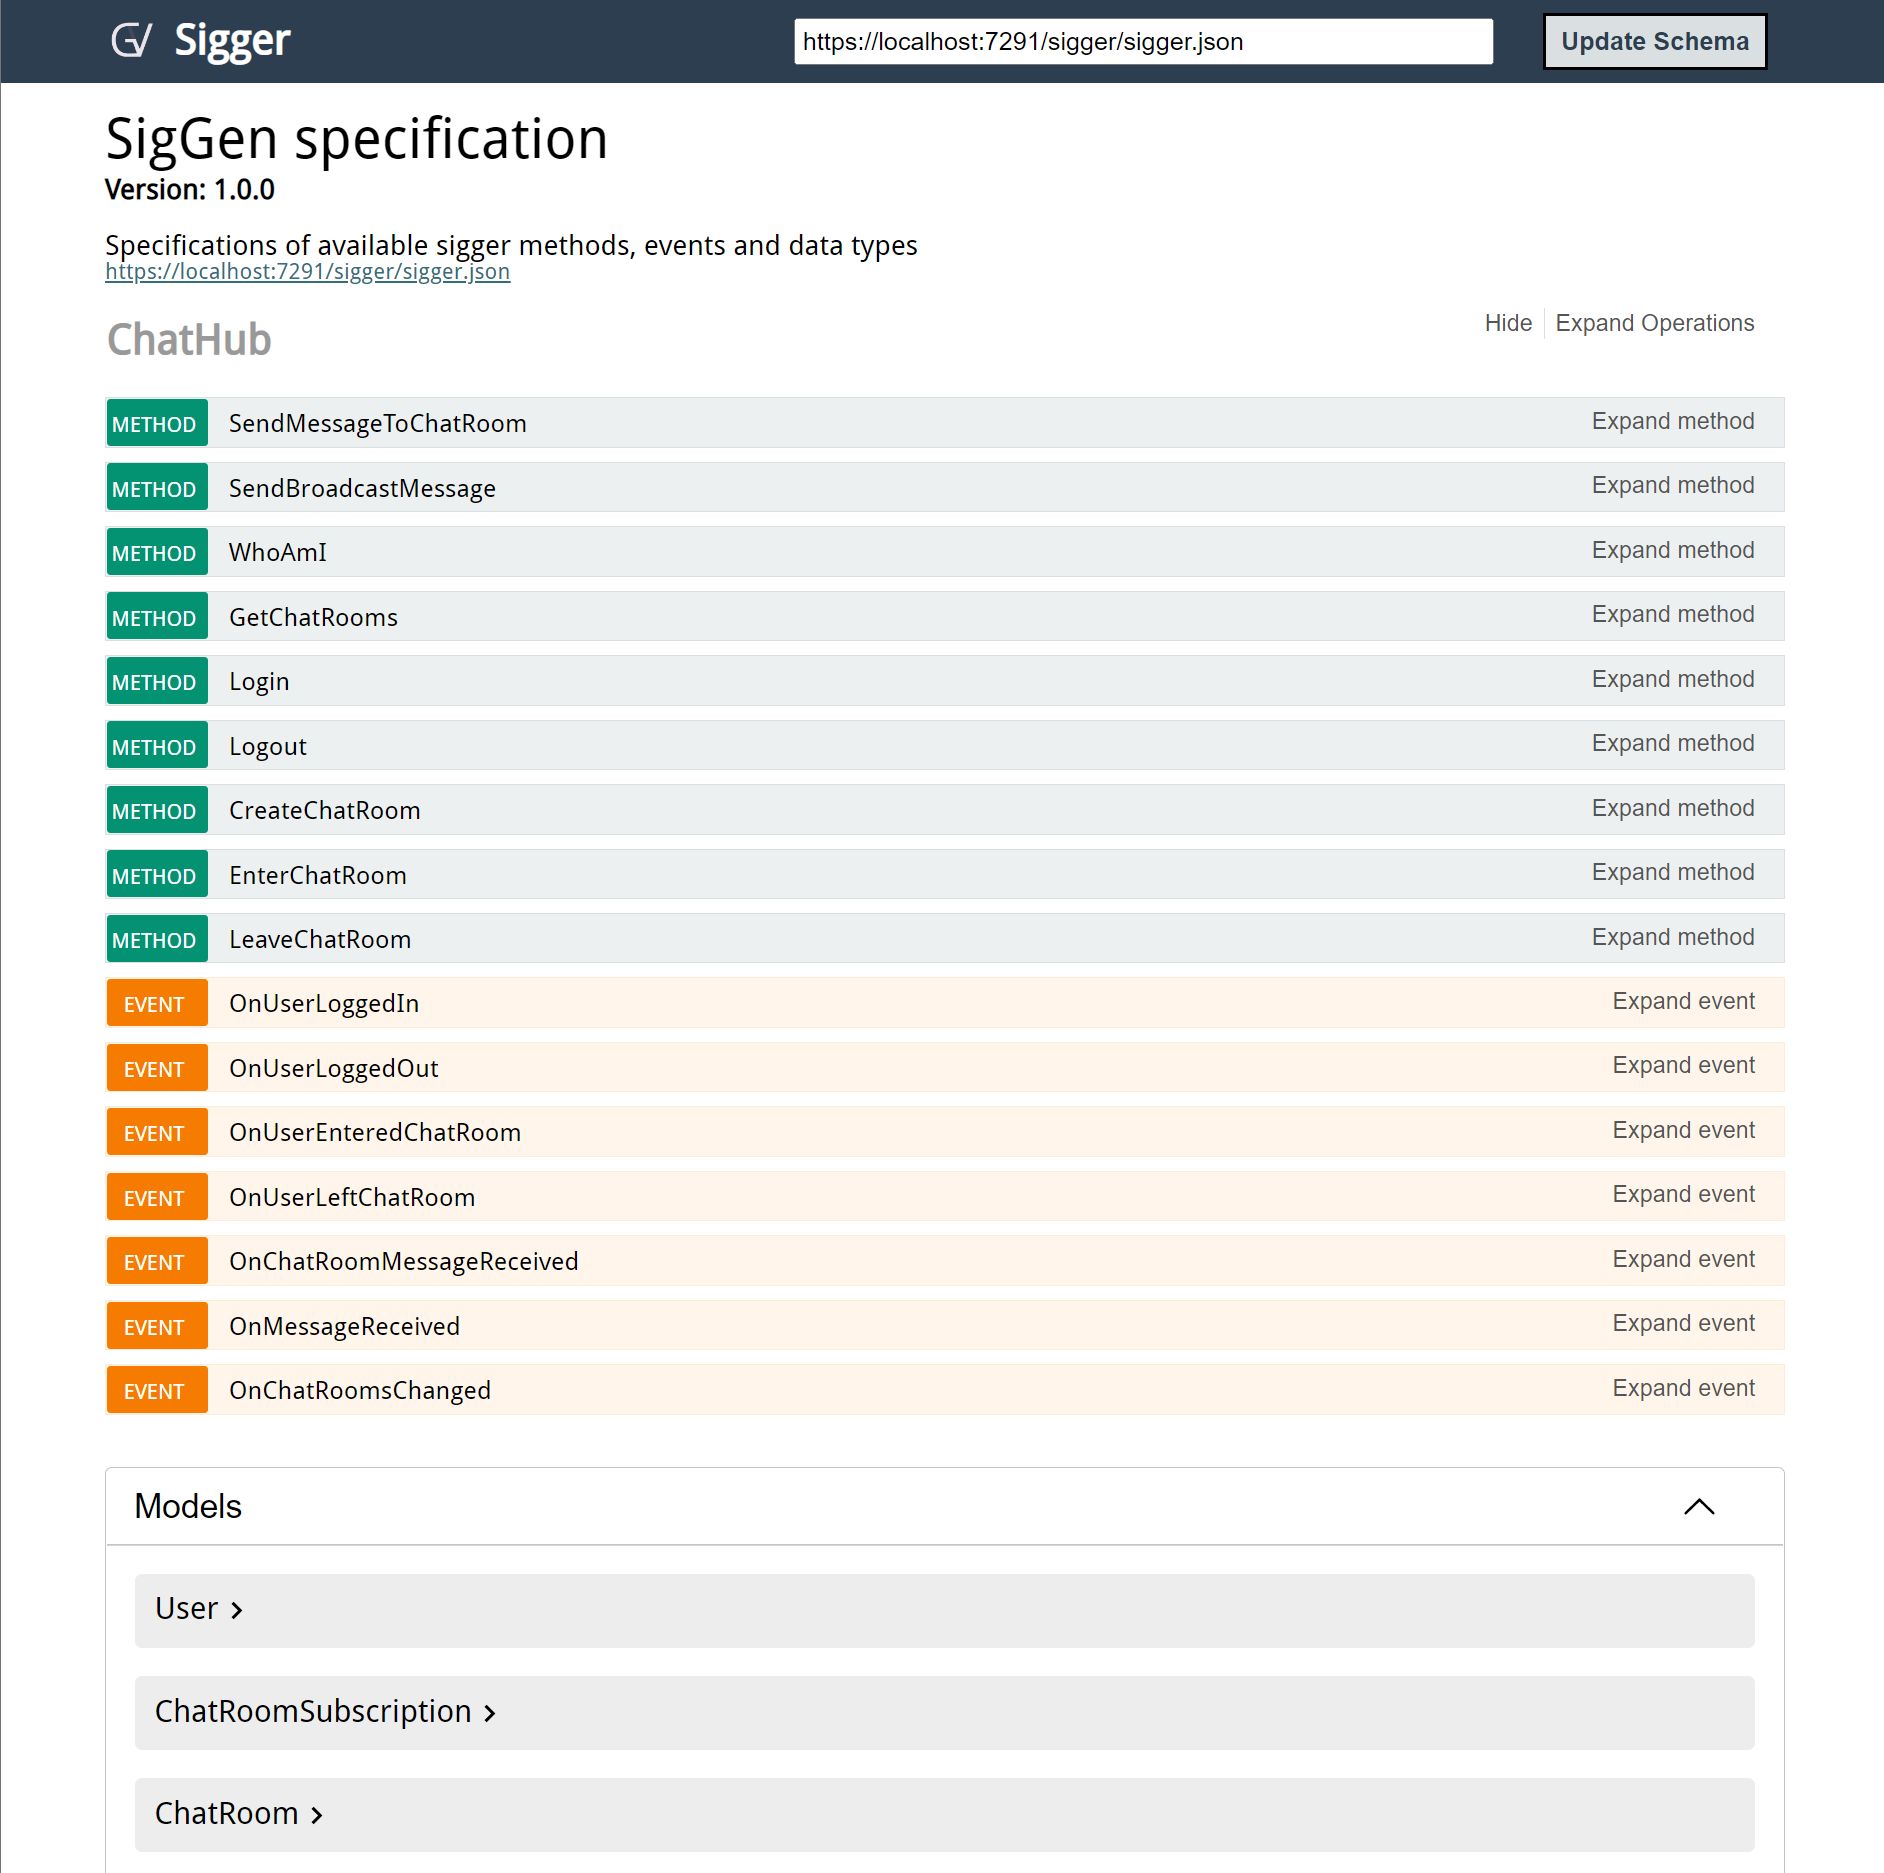 Sigger
https://localhost:7291/sigger/sigger.json
Update Schema
SigGen specification
Version: 1.0.0
Specifications of available sigger methods, events and data types
https://localhost:7291/sigger/sigger.json
ChatHub
Hide
Expand Operations
METHOD SendMessageToChatRoom Expand method
METHOD SendBroadcastMessage Expand method
METHOD WhoAmI Expand method
METHOD GetChatRooms Expand method
METHOD Login Expand method
METHOD Logout Expand method
METHOD CreateChatRoom Expand method
METHOD EnterChatRoom Expand method
METHOD LeaveChatRoom Expand method
EVENT OnUserLoggedIn Expand event
EVENT OnUserLoggedOut Expand event
EVENT OnUserEnteredChatRoom Expand event
EVENT OnUserLeftChatRoom Expand event
EVENT OnChatRoomMessageReceived Expand event
EVENT OnMessageReceived Expand event
EVENT OnChatRoomsChanged Expand event
Models
User
ChatRoomSubscription
ChatRoom